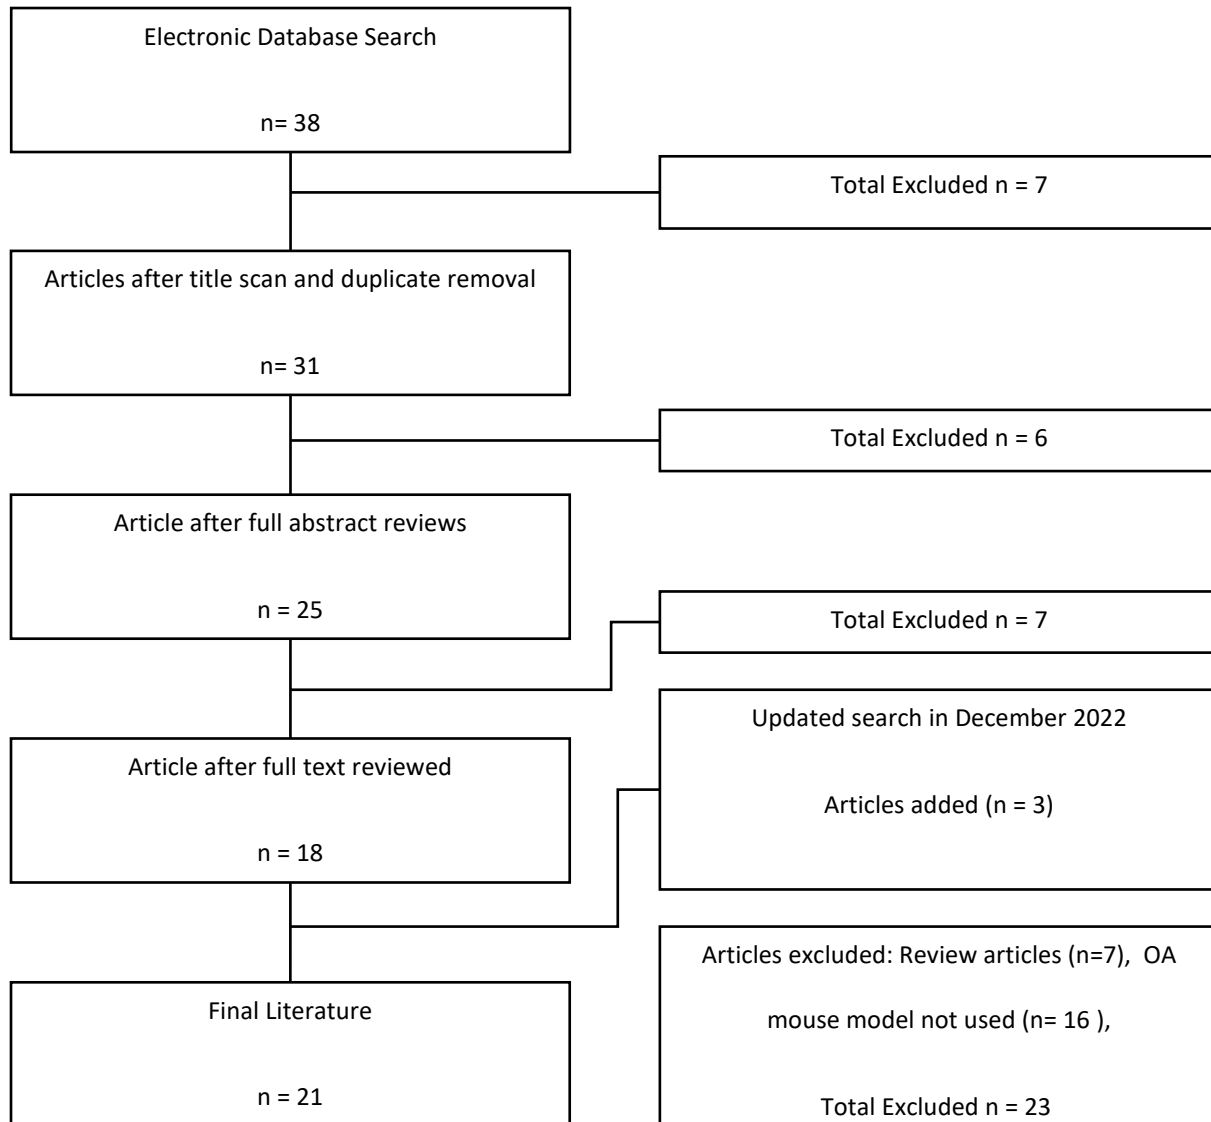 Electronic Database Search
n= 38
Total Excluded n = 7
Articles after title scan and duplicate removal
n= 31
Total Excluded n = 6
Article after full abstract reviews
n = 25
Total Excluded n = 7
Updated search in December 2022
Articles added (n = 3)
Article after full text reviewed
n = 18
Articles excluded: Review articles (n=7), OA
mouse model not used (n= 16 ),
Total Excluded n = 23
Final Literature
n = 21